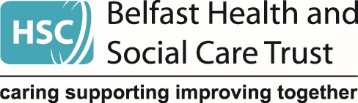 HSC
Belfast Health and
Social Care Trust
caring supporting improving together